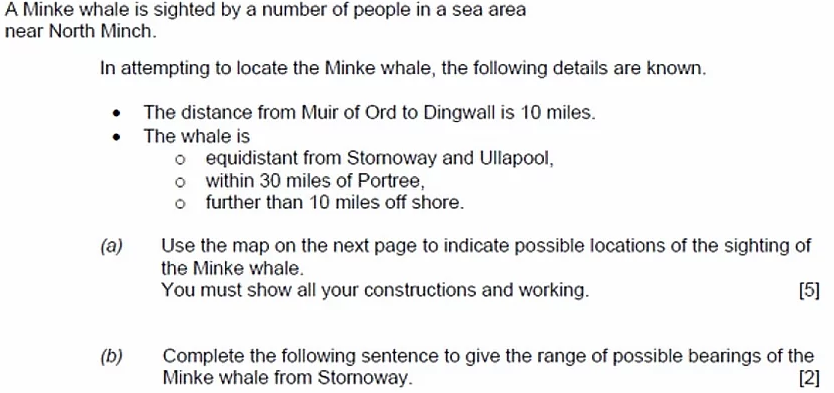 A Minke whale is sighted by a number of people in a sea area
near North Minch.
In attempting to locate the Minke whale, the following details are known.
• The distance from Muir of Ord to Dingwall is 10 miles.
• The whale is
o equidistant from Stornoway and Ullapool,
o within 30 miles of Portree,
o further than 10 miles off shore.
(a) Use the map on the next page to indicate possible locations of the sighting of
the Minke whale.
You must show all your constructions and working. [5]
(b) Complete the following sentence to give the range of possible bearings of the
Minke whale from Stornoway. [2]